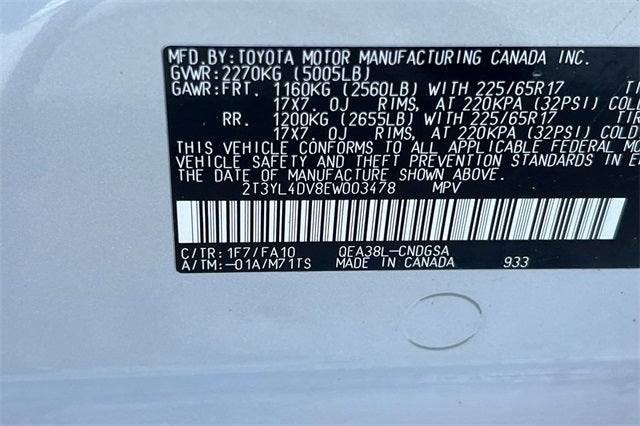 MFD. BY: TOYOTA MOTOR MANUFACTURING CANADA INC.
GVWR: 2270KG (5005LB)
GAWR: FRT. 1160KG (2560LB) WITH 225/65R17
17X7. 0J RIMS, AT 220KPA (32PSI) COLD
RR. 1200KG (2655LB) WITH 225/65R17
17X7. 0J RIMS, AT 220KPA (32PSI) COLD
THIS VEHICLE CONFORMS TO ALL APPLICABLE FEDERAL
VEHICLE SAFETY AND THEFT PREVENTION STANDARDS IN
THE DATE OF MANUFACTURE SHOWN ABOVE.
2T3YL4DV8EW003478 MPV
C/TR: 1F7/FA10 QEA38L-CNDGSA
A/TM: -01A/M71TS MADE IN CANADA 933